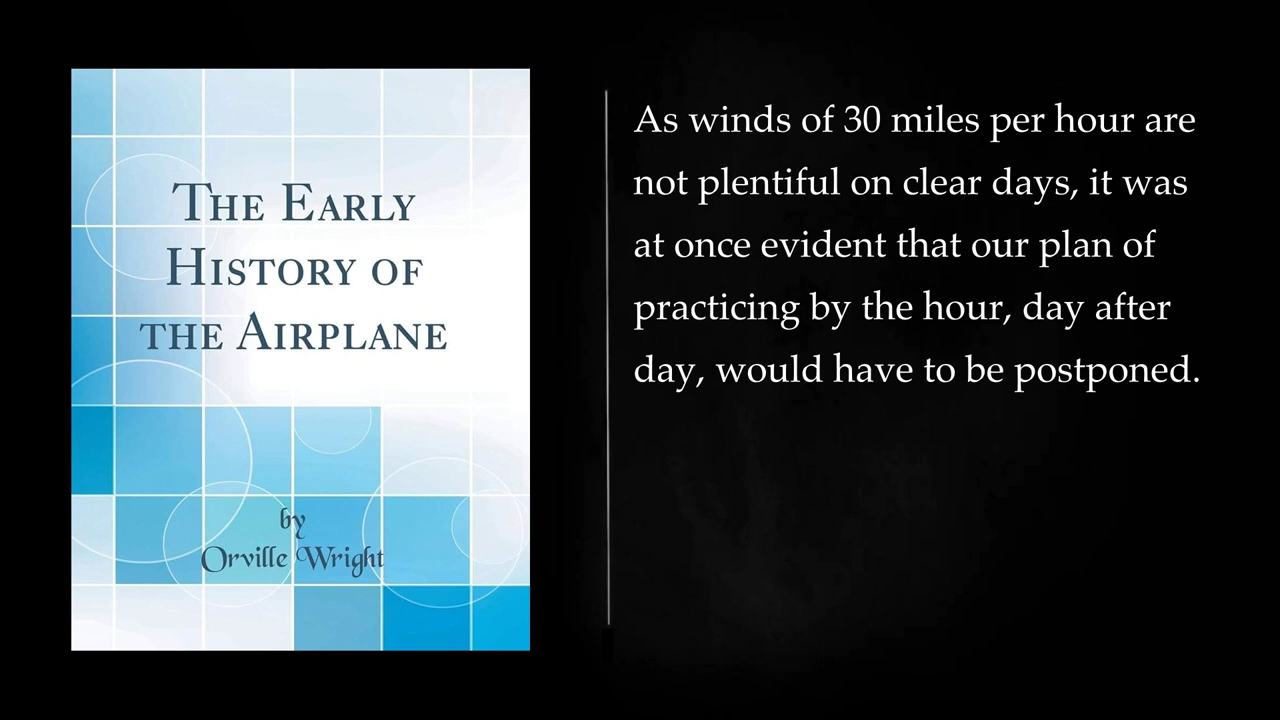 The Early
History of
the Airplane
by
Orville Wright
As winds of 30 miles per hour are
not plentiful on clear days, it was
at once evident that our plan of
practicing by the hour, day after
day, would have to be postponed.